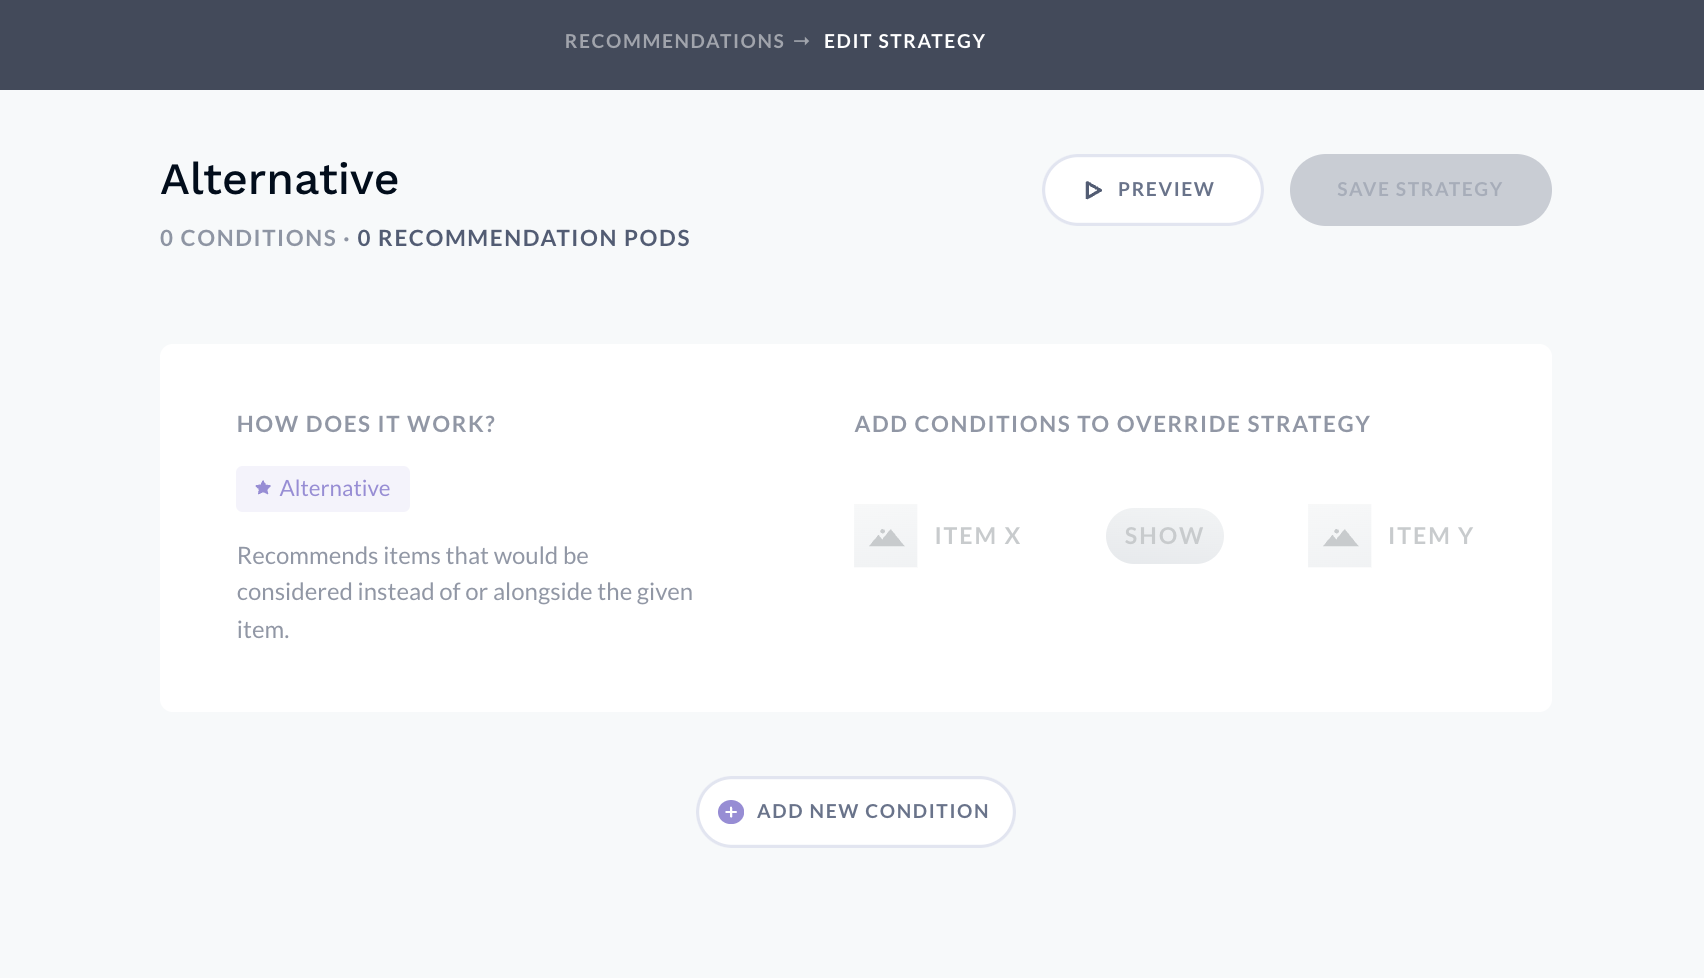 RECOMMENDATIONS → EDIT STRATEGY
Alternative
0 CONDITIONS · 0 RECOMMENDATION PODS
PREVIEW
SAVE STRATEGY
HOW DOES IT WORK?
Alternative
Recommends items that would be
considered instead of or alongside the given
item.
ADD CONDITIONS TO OVERRIDE STRATEGY
ITEM X SHOW ITEM Y
ADD NEW CONDITION